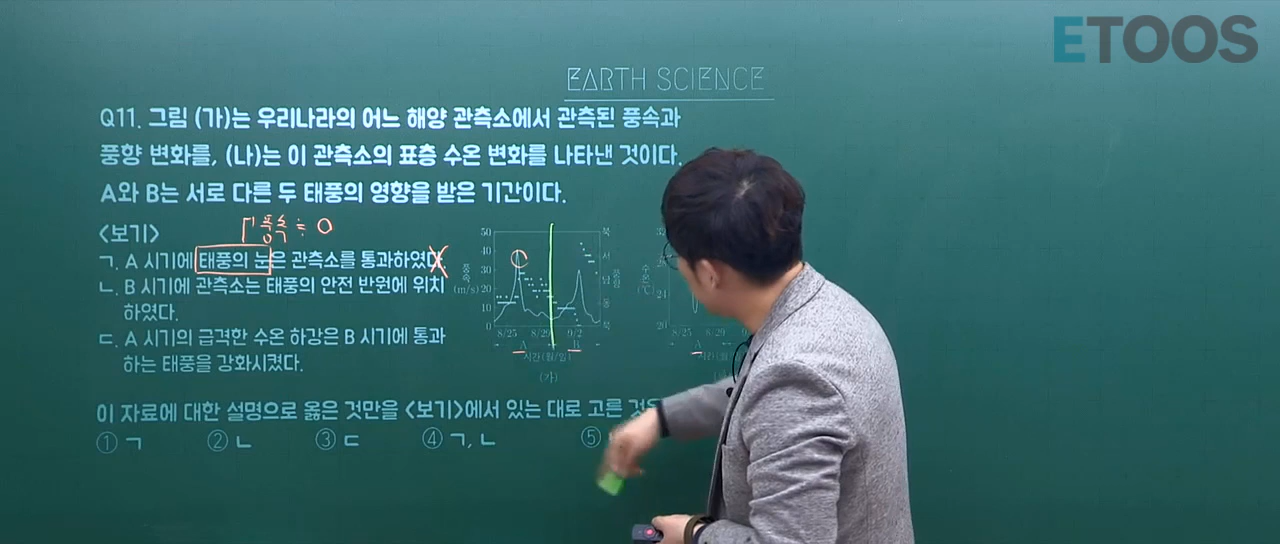 ETOOS
EARTH SCIENCE
Q11. 그림 (가)는 우리나라의 어느 해양 관측소에서 관측된 풍속과
풍향 변화를, (나)는 이 관측소의 표층 수온 변화를 나타낸 것이다.
A와 B는 서로 다른 두 태풍의 영향을 받은 기간이다.
<보기>
ㄱ. A 시기에 태풍의 눈은 관측소를 통과하였다.
ㄴ. B 시기에 관측소는 태풍의 안전 반원에 위치
하였다.
ㄷ. A 시기의 급격한 수온 하강은 B 시기에 통과
하는 태풍을 강화시켰다.
50
40
30
20
10
0
풍속
(m/s)
북
서
남
동
북
풍향
8/25 8/29 9/2
A B
시간(월/일)
(가)
수온
(℃)
24
20
8/25 8/29
A
이 자료에 대한 설명으로 옳은 것만을 <보기>에서 있는 대로 고른
① ㄱ ② ㄴ ③ ㄷ ④ ㄱ, ㄴ ⑤